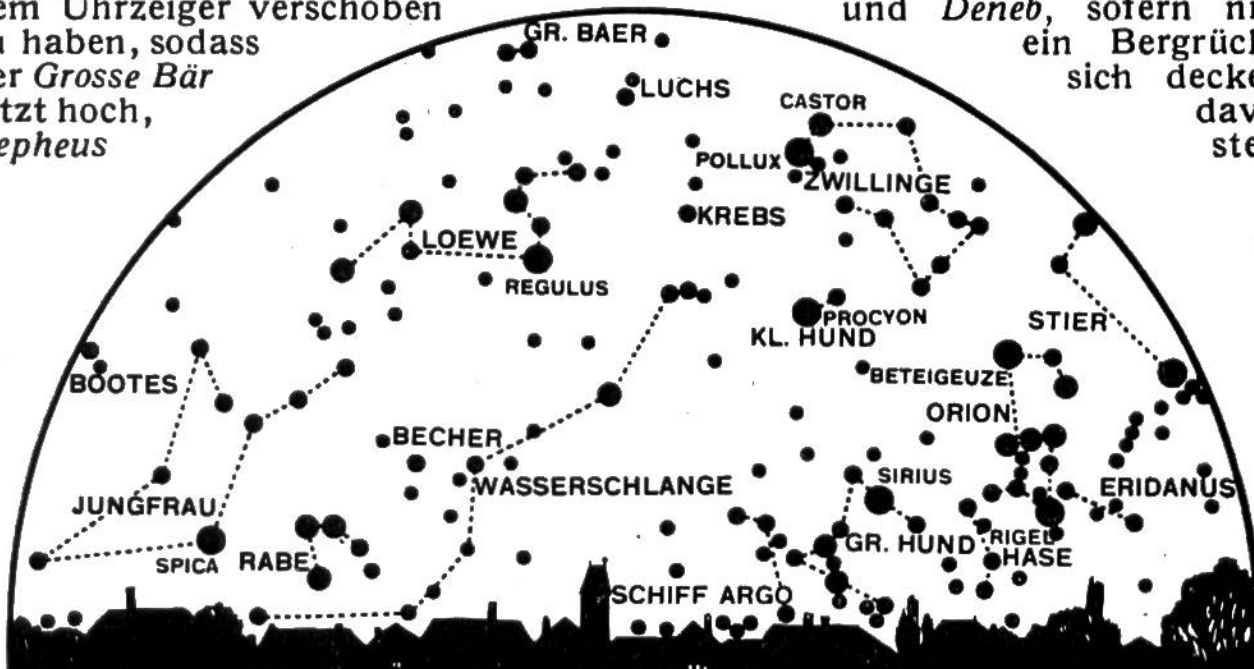 em Uhrzeiger verschoben
haben, sodass
er Grosse Bär
tzt hoch,
epheus
und Deneb, sofern ni
ein Bergrück
sich decke
dav
ste
GR. BAER
LUCHS
CASTOR
POLLUX
ZWILLINGE
KREBS
LOEWE
REGULUS
PROCYON
KL. HUND
STIER
BOOTES
BETEIGEUZE
ORION
BECHER
SIRIUS
WASSERSCHLANGE
ERIDANUS
JUNGFRAU
SPICA
RABE
GR. HUND
RIGEL
HASE
SCHIFF ARGO